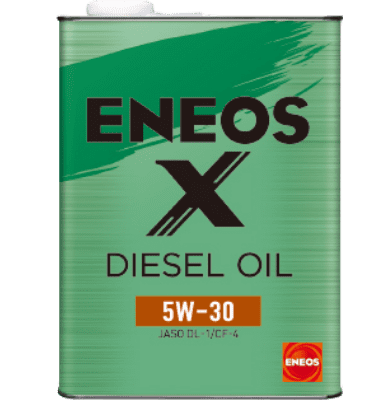 ENEOS
X
DIESEL OIL
5W-30
JASO DL-1/CF-4
ENEOS